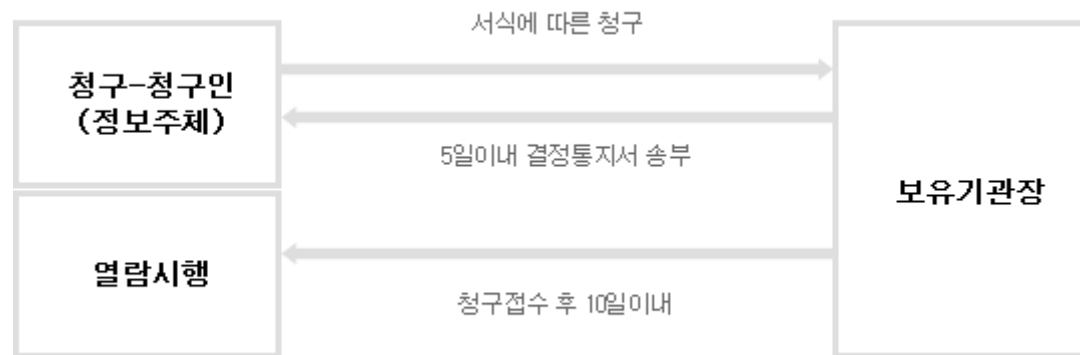 서식에 따른 청구
청구-청구인
(정보주체)
5일이내 결정통지서 송부
보유기관장
열람시행
청구접수 후 10일이내